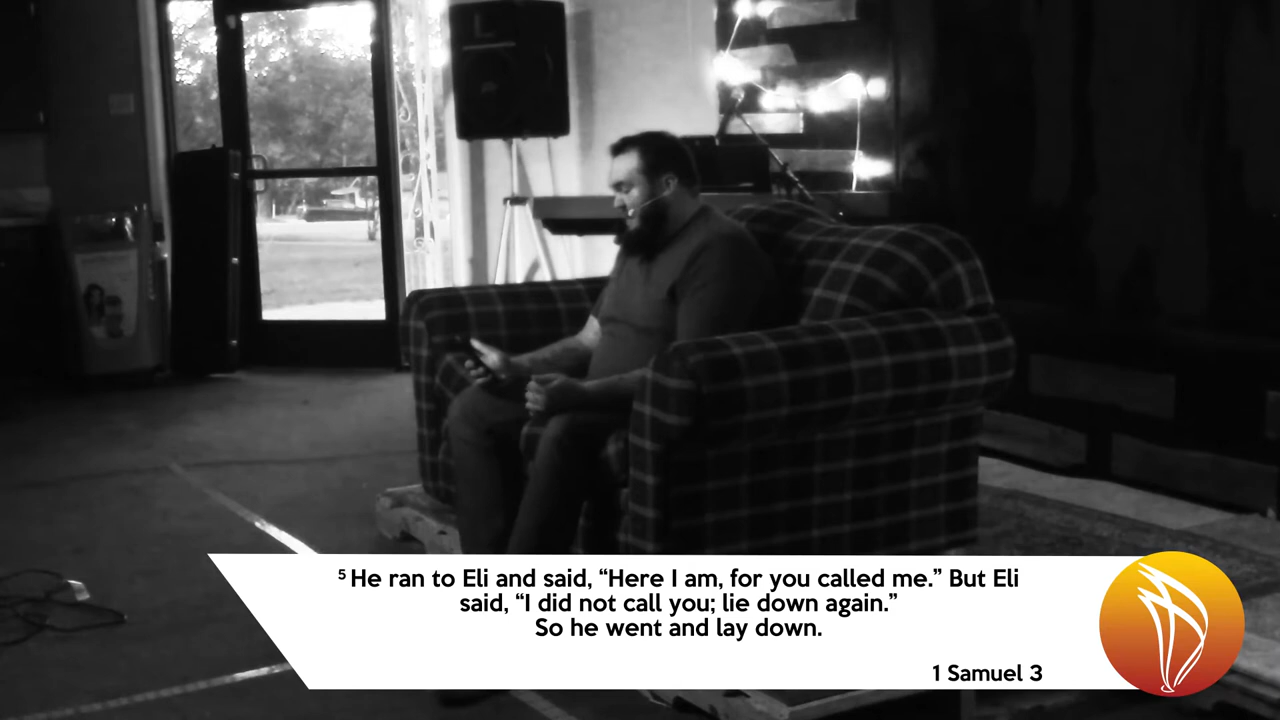 5 He ran to Eli and said, “Here I am, for you called me.” But Eli
said, “I did not call you; lie down again.”
So he went and lay down.
1 Samuel 3